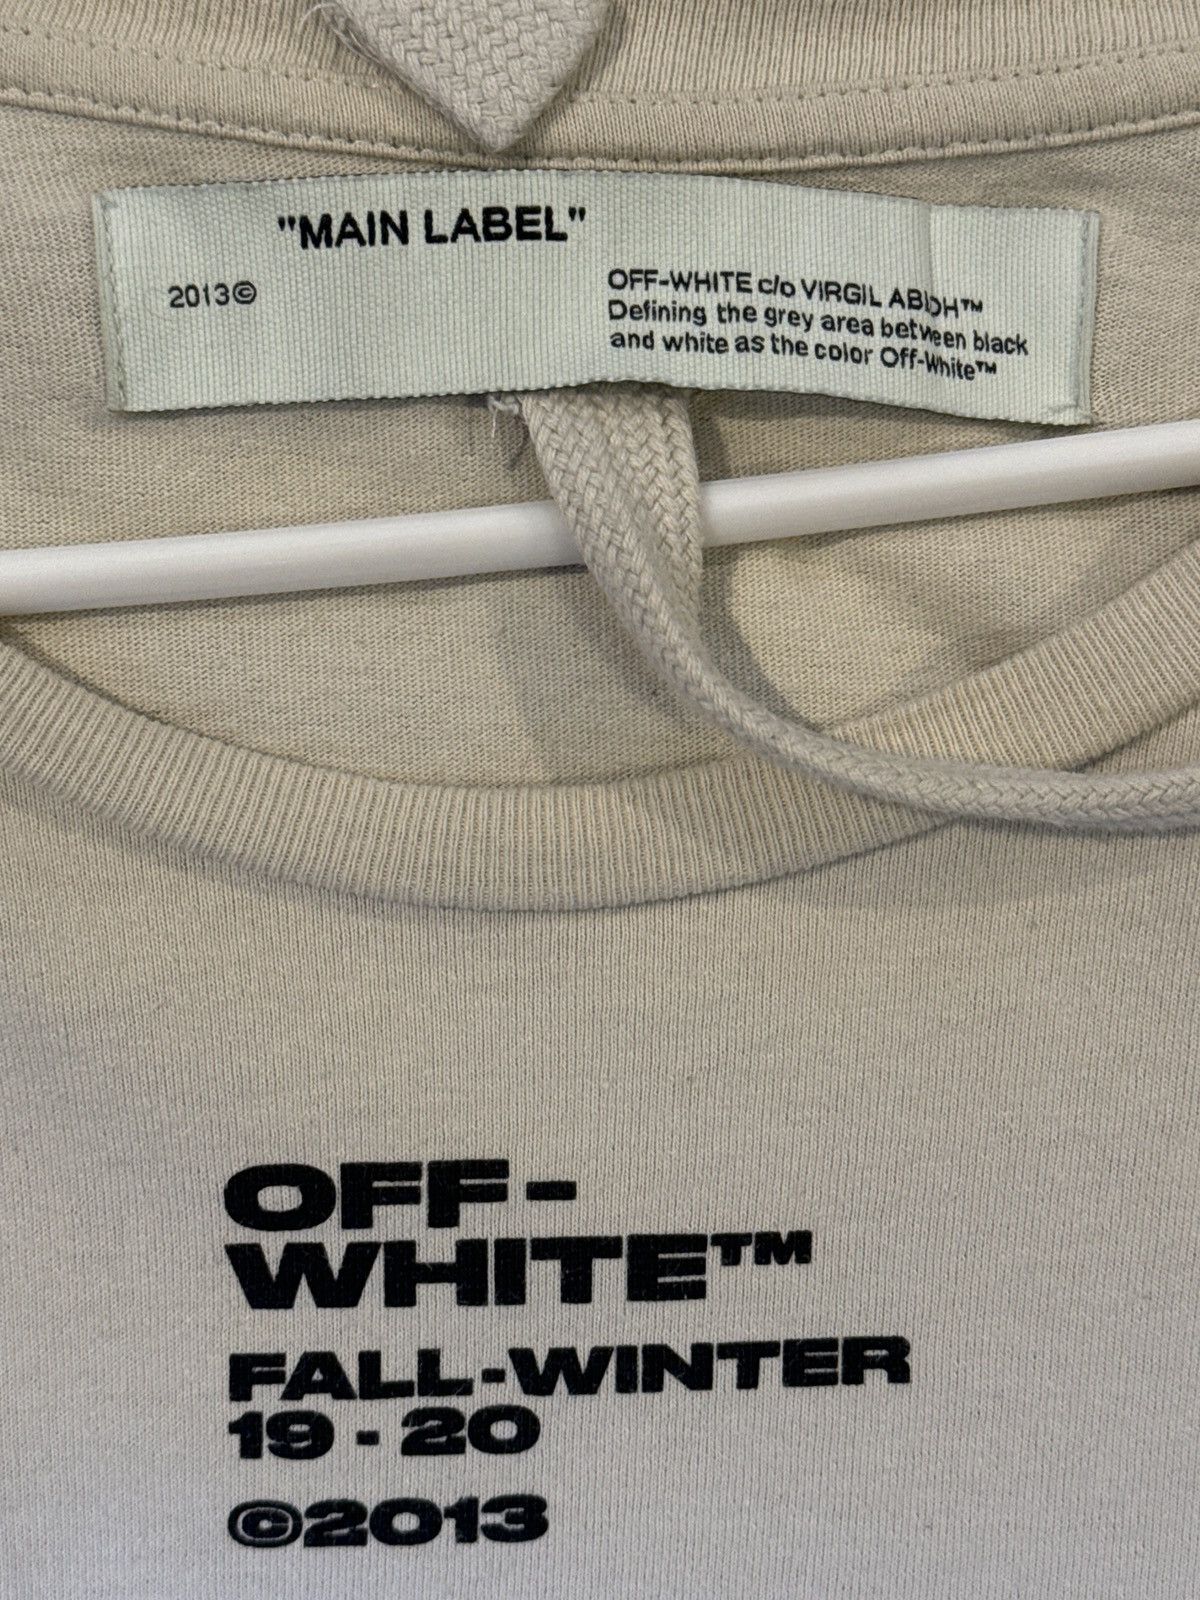 "MAIN LABEL"
2013©
OFF-WHITE c/o VIRGIL ABLOH™
Defining the grey area between black
and white as the color Off-White™
OFF-
WHITE™
FALL-WINTER
19-20
©2013